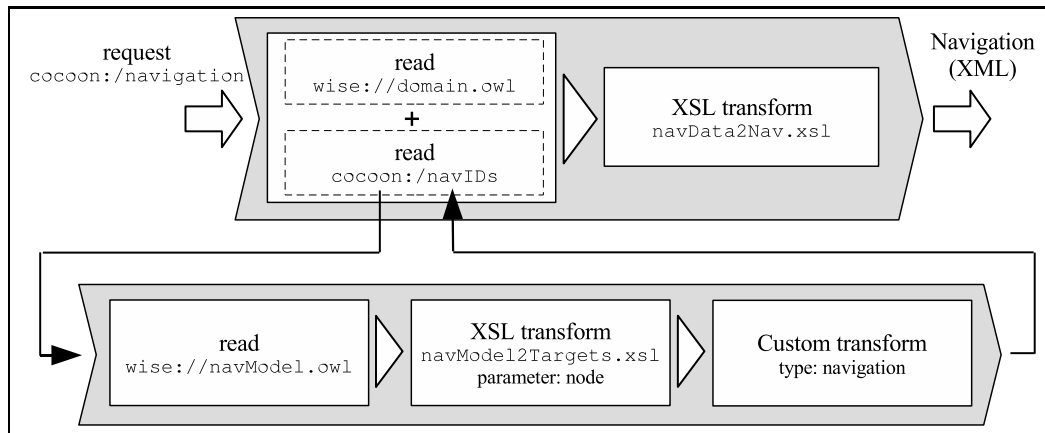 request
cocoon:/navigation
read
wise://domain.owl
+
read
cocoon:/navIDs
XSL transform
navData2Nav.xsl
Navigation
(XML)
read
wise://navModel.owl
XSL transform
navModel2Targets.xsl
parameter: node
Custom transform
type: navigation